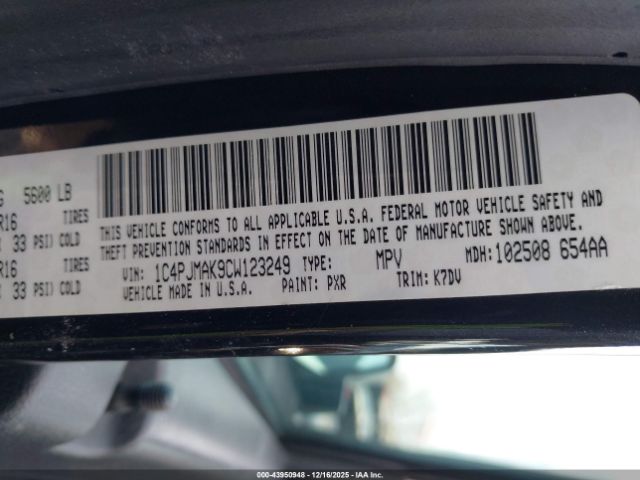 G 5600 LB
R16 TIRES
33 PSI) COLD
R16 TIRES
33 PSI) COLD
THIS VEHICLE CONFORMS TO ALL APPLICABLE U.S.A. FEDERAL MOTOR VEHICLE SAFETY AND
THEFT PREVENTION STANDARDS IN EFFECT ON THE DATE OF MANUFACTURE SHOWN ABOVE.
VIN: 1C4PJMAK9CW123249 TYPE: MPV MDH: 102508 654AA
VEHICLE MADE IN U.S.A. PAINT: PXR TRIM: K7DV
000-43950948 - 12/16/2025 - IAA Inc.